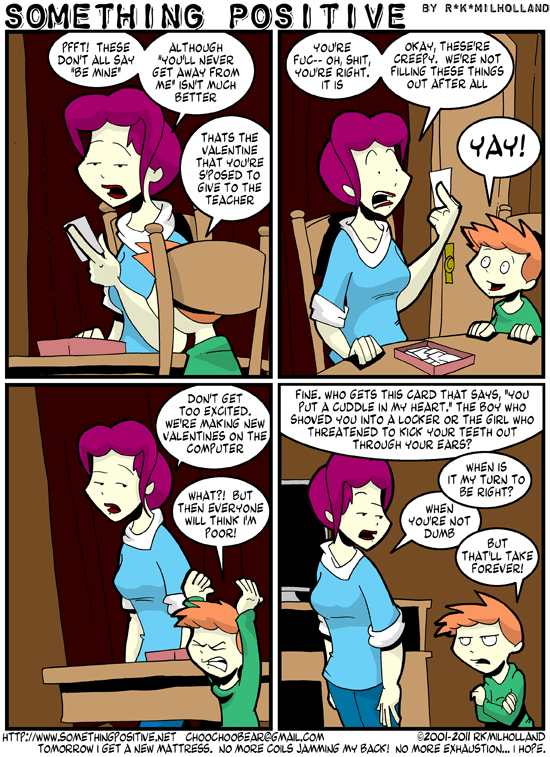 SOMETHING POSITIVE BY R*K*MILHOLLAND
PFFT! THESE
DON'T ALL SAY
"BE MINE"
ALTHOUGH
"YOU'LL NEVER
GET AWAY FROM
ME" ISN'T MUCH
BETTER
THATS THE
VALENTINE
THAT YOU'RE
S'POSED TO
GIVE TO THE
TEACHER
YOU'RE
FUC-- OH, SHIT,
YOU'RE RIGHT.
IT IS
OKAY, THESE'RE
CREEPY. WE'RE NOT
FILLING THESE THINGS
OUT AFTER ALL
YAY!
DON'T GET
TOO EXCITED.
WE'RE MAKING NEW
VALENTINES ON THE
COMPUTER
WHAT?! BUT
THEN EVERYONE
WILL THINK I'M
POOR!
FINE. WHO GETS THIS CARD THAT SAYS, "YOU
PUT A CUDDLE IN MY HEART." THE BOY WHO
SHOVED YOU INTO A LOCKER OR THE GIRL WHO
THREATENED TO KICK YOUR TEETH OUT
THROUGH YOUR EARS?
WHEN IS
IT MY TURN TO
BE RIGHT?
WHEN
YOU'RE NOT
DUMB
BUT
THAT'LL TAKE
FOREVER!
HTTP://WWW.SOMETHINGPOSITIVE.NET CHOOCHOOBEAR@GMAIL.COM ©2001-2011 RKMILHOLLAND
TOMORROW I GET A NEW MATTRESS. NO MORE COILS JAMMING MY BACK! NO MORE EXHAUSTION... I HOPE.